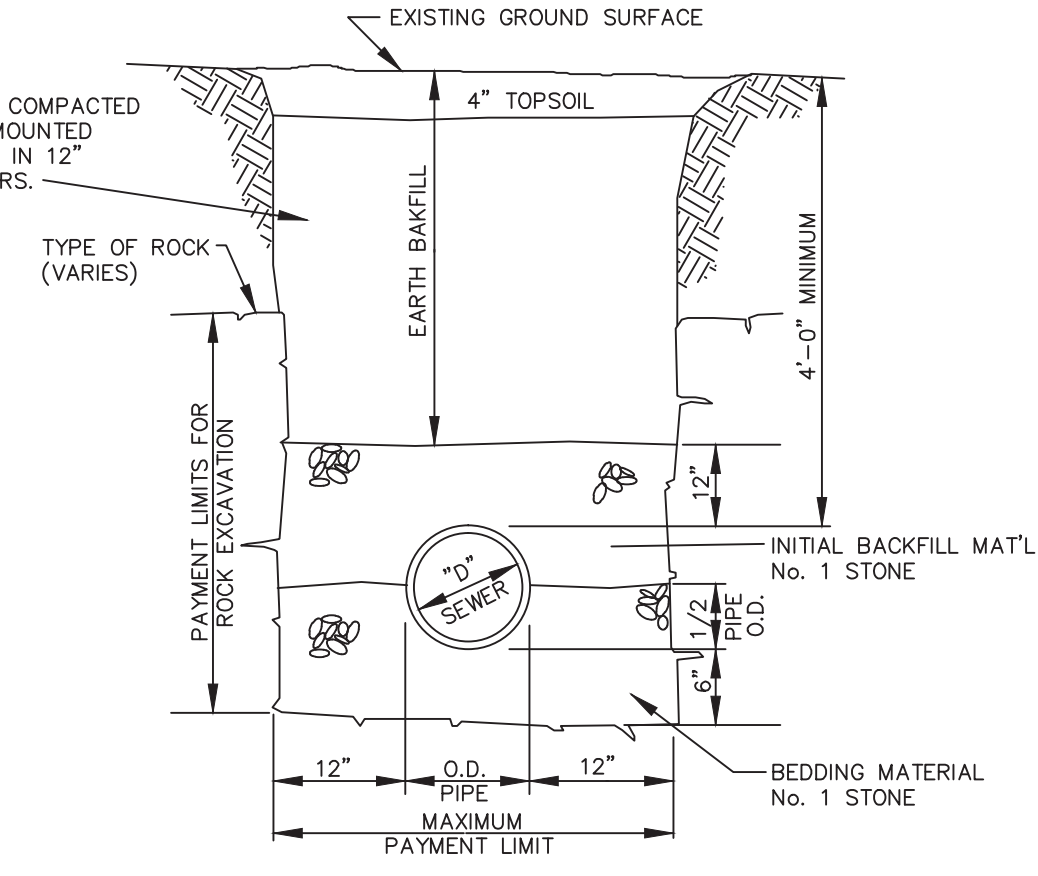 EXISTING GROUND SURFACE
4” TOPSOIL
COMPACTED
MOUNTED
IN 12”
RS.
TYPE OF ROCK
(VARIES)
EARTH BAKFILL
4’-0” MINIMUM
PAYMENT LIMITS FOR
ROCK EXCAVATION
12”
INITIAL BACKFILL MAT’L
No. 1 STONE
”D”
SEWER
1/2
PIPE
O.D.
6”
BEDDING MATERIAL
No. 1 STONE
12”
O.D.
PIPE
12”
MAXIMUM
PAYMENT LIMIT